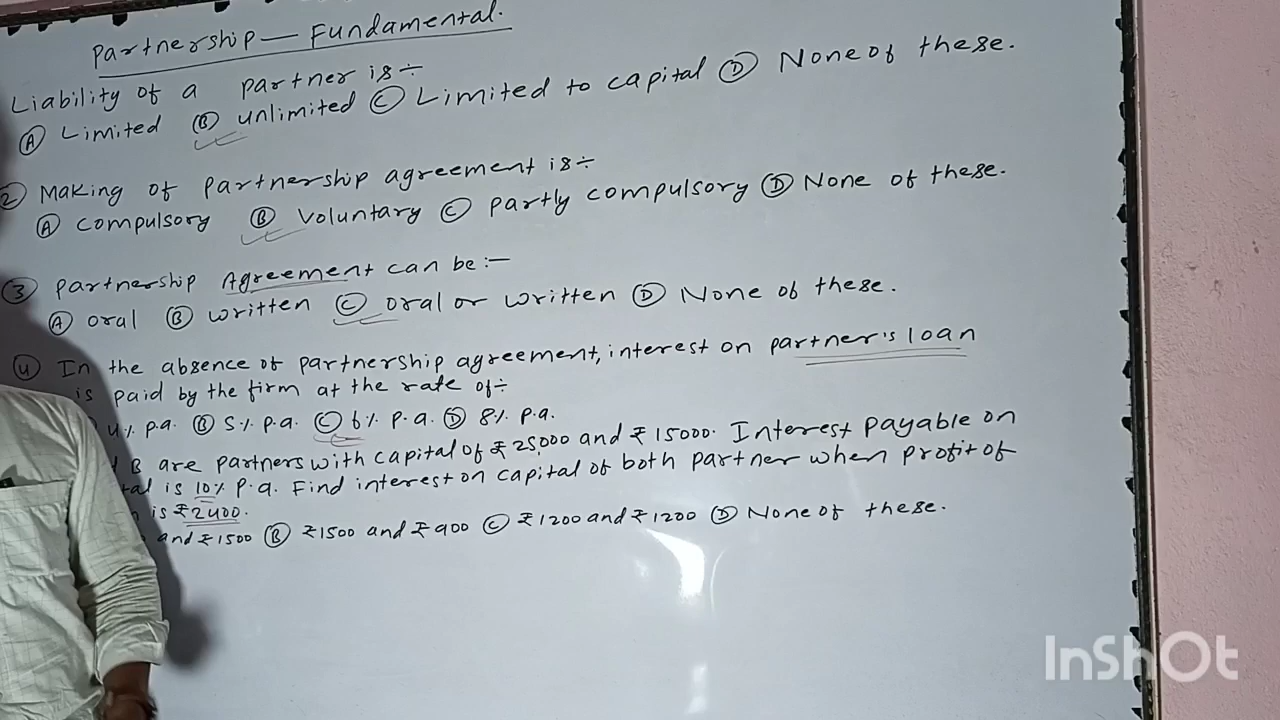 Partnership — Fundamental.
Liability of a partner is ÷
Ⓐ Limited Ⓑ unlimited Ⓒ Limited to capital Ⓓ None of these.
② Making of partnership agreement is ÷
Ⓐ compulsory Ⓑ Voluntary Ⓒ partly compulsory Ⓓ None of these.
③ Partnership Agreement can be :—
Ⓐ oral Ⓑ written Ⓒ oral or written Ⓓ None of these.
④ In the absence of partnership agreement, interest on partner's loan
is paid by the firm at the rate of ÷
4% p.a. Ⓑ 5% p.a. Ⓒ 6% p.a. Ⓓ 8% p.a.
B are partners with capital of ₹ 25,000 and ₹ 15000. Interest payable on
is 10% p.a. Find interest on capital of both partner when profit of
is ₹2400.
and ₹1500 Ⓑ ₹1500 and ₹900 Ⓒ ₹1200 and ₹1200 Ⓓ None of these.
InShOt